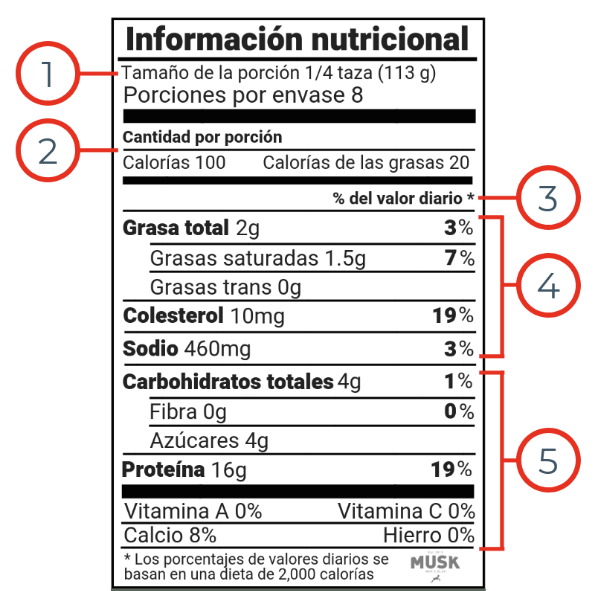 Información nutricional
1
Tamaño de la porción 1/4 taza (113 g)
Porciones por envase 8
Cantidad por porción
2
Calorías 100 Calorías de las grasas 20
% del valor diario *
3
Grasa total 2g 3%
Grasas saturadas 1.5g 7%
Grasas trans 0g
4
Colesterol 10mg 19%
Sodio 460mg 3%
Carbohidratos totales 4g 1%
Fibra 0g 0%
Azúcares 4g
5
Proteína 16g 19%
Vitamina A 0% Vitamina C 0%
Calcio 8% Hierro 0%
* Los porcentajes de valores diarios se
basan en una dieta de 2,000 calorías
MUSK